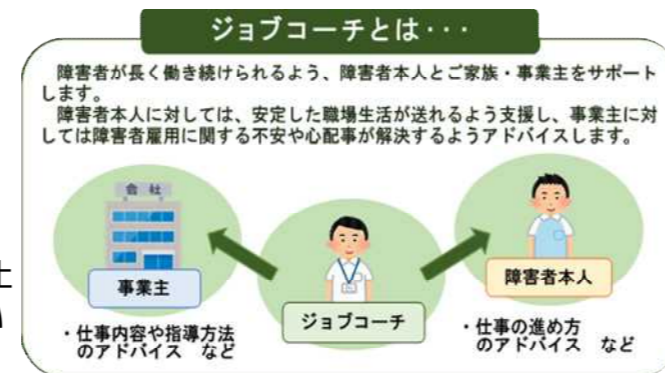 ジョブコーチとは・・・
障害者が長く働き続けられるよう、障害者本人とご家族・事業主をサポート
します。
障害者本人に対しては、安定した職場生活が送れるよう支援し、事業主に対
しては障害者雇用に関する不安や心配事が解決するようアドバイスします。
会社
事業主
・仕事内容や指導方法
のアドバイス など
ジョブコーチ
障害者本人
・仕事の進め方
のアドバイス など